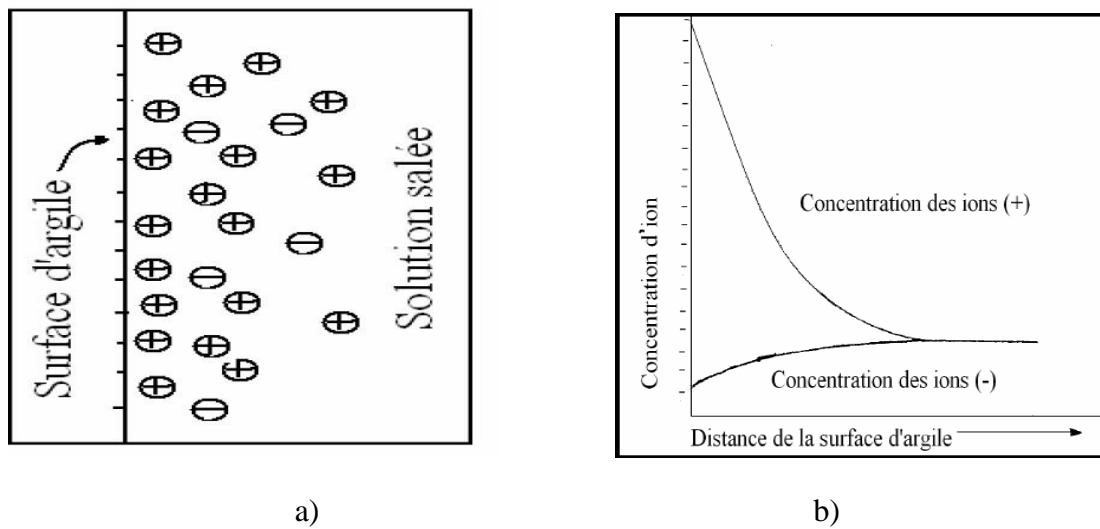 Surface d'argile
Solution salée
Concentration d'ion
Concentration des ions (+)
Concentration des ions (-)
Distance de la surface d'argile
a)
b)